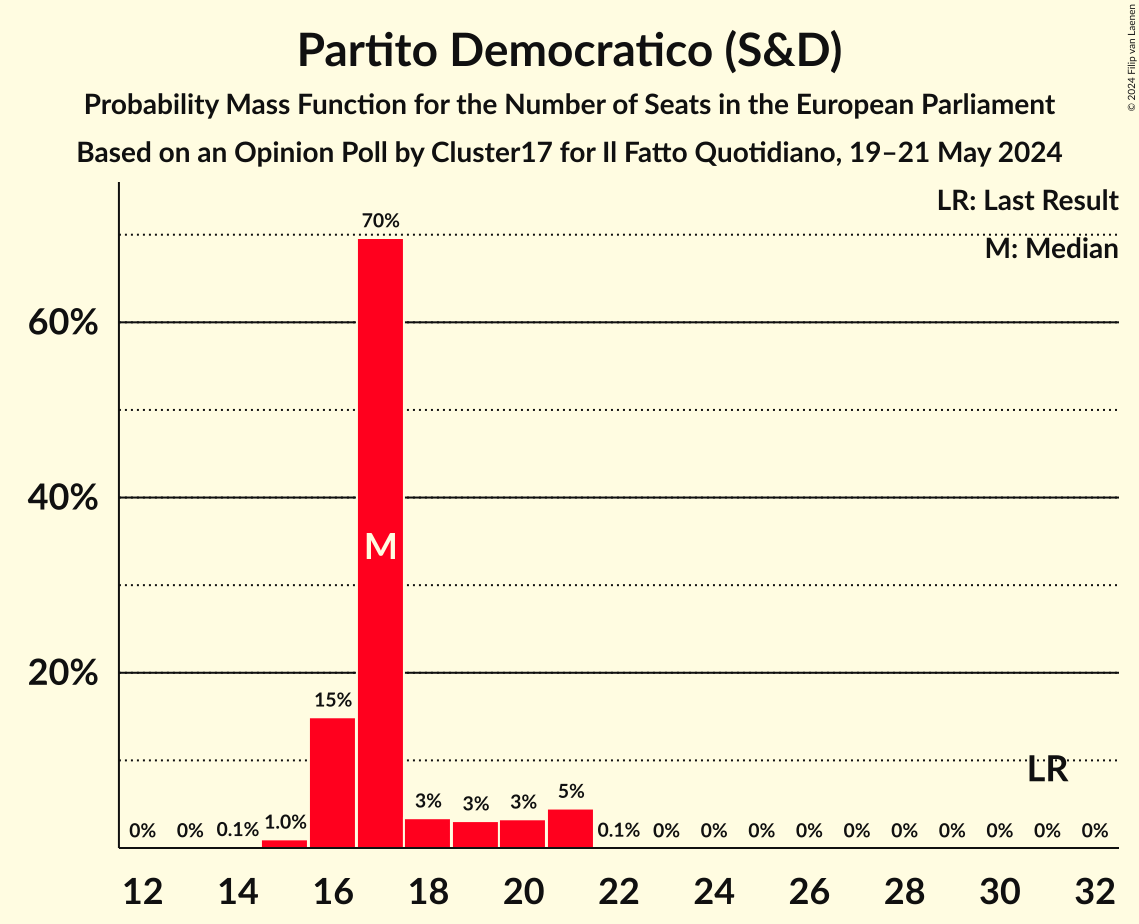 Partito Democratico (S&D)
Probability Mass Function for the Number of Seats in the European Parliament
Based on an Opinion Poll by Cluster17 for Il Fatto Quotidiano, 19–21 May 2024
© 2024 Filip van Laenen
LR: Last Result
M: Median
60%
40%
20%
0% 0% 0.1% 1.0% 15% 70% 3% 3% 3% 5% 0.1% 0% 0% 0% 0% 0% 0% 0% 0% 0% 0%
M
LR
12 14 16 18 20 22 24 26 28 30 32